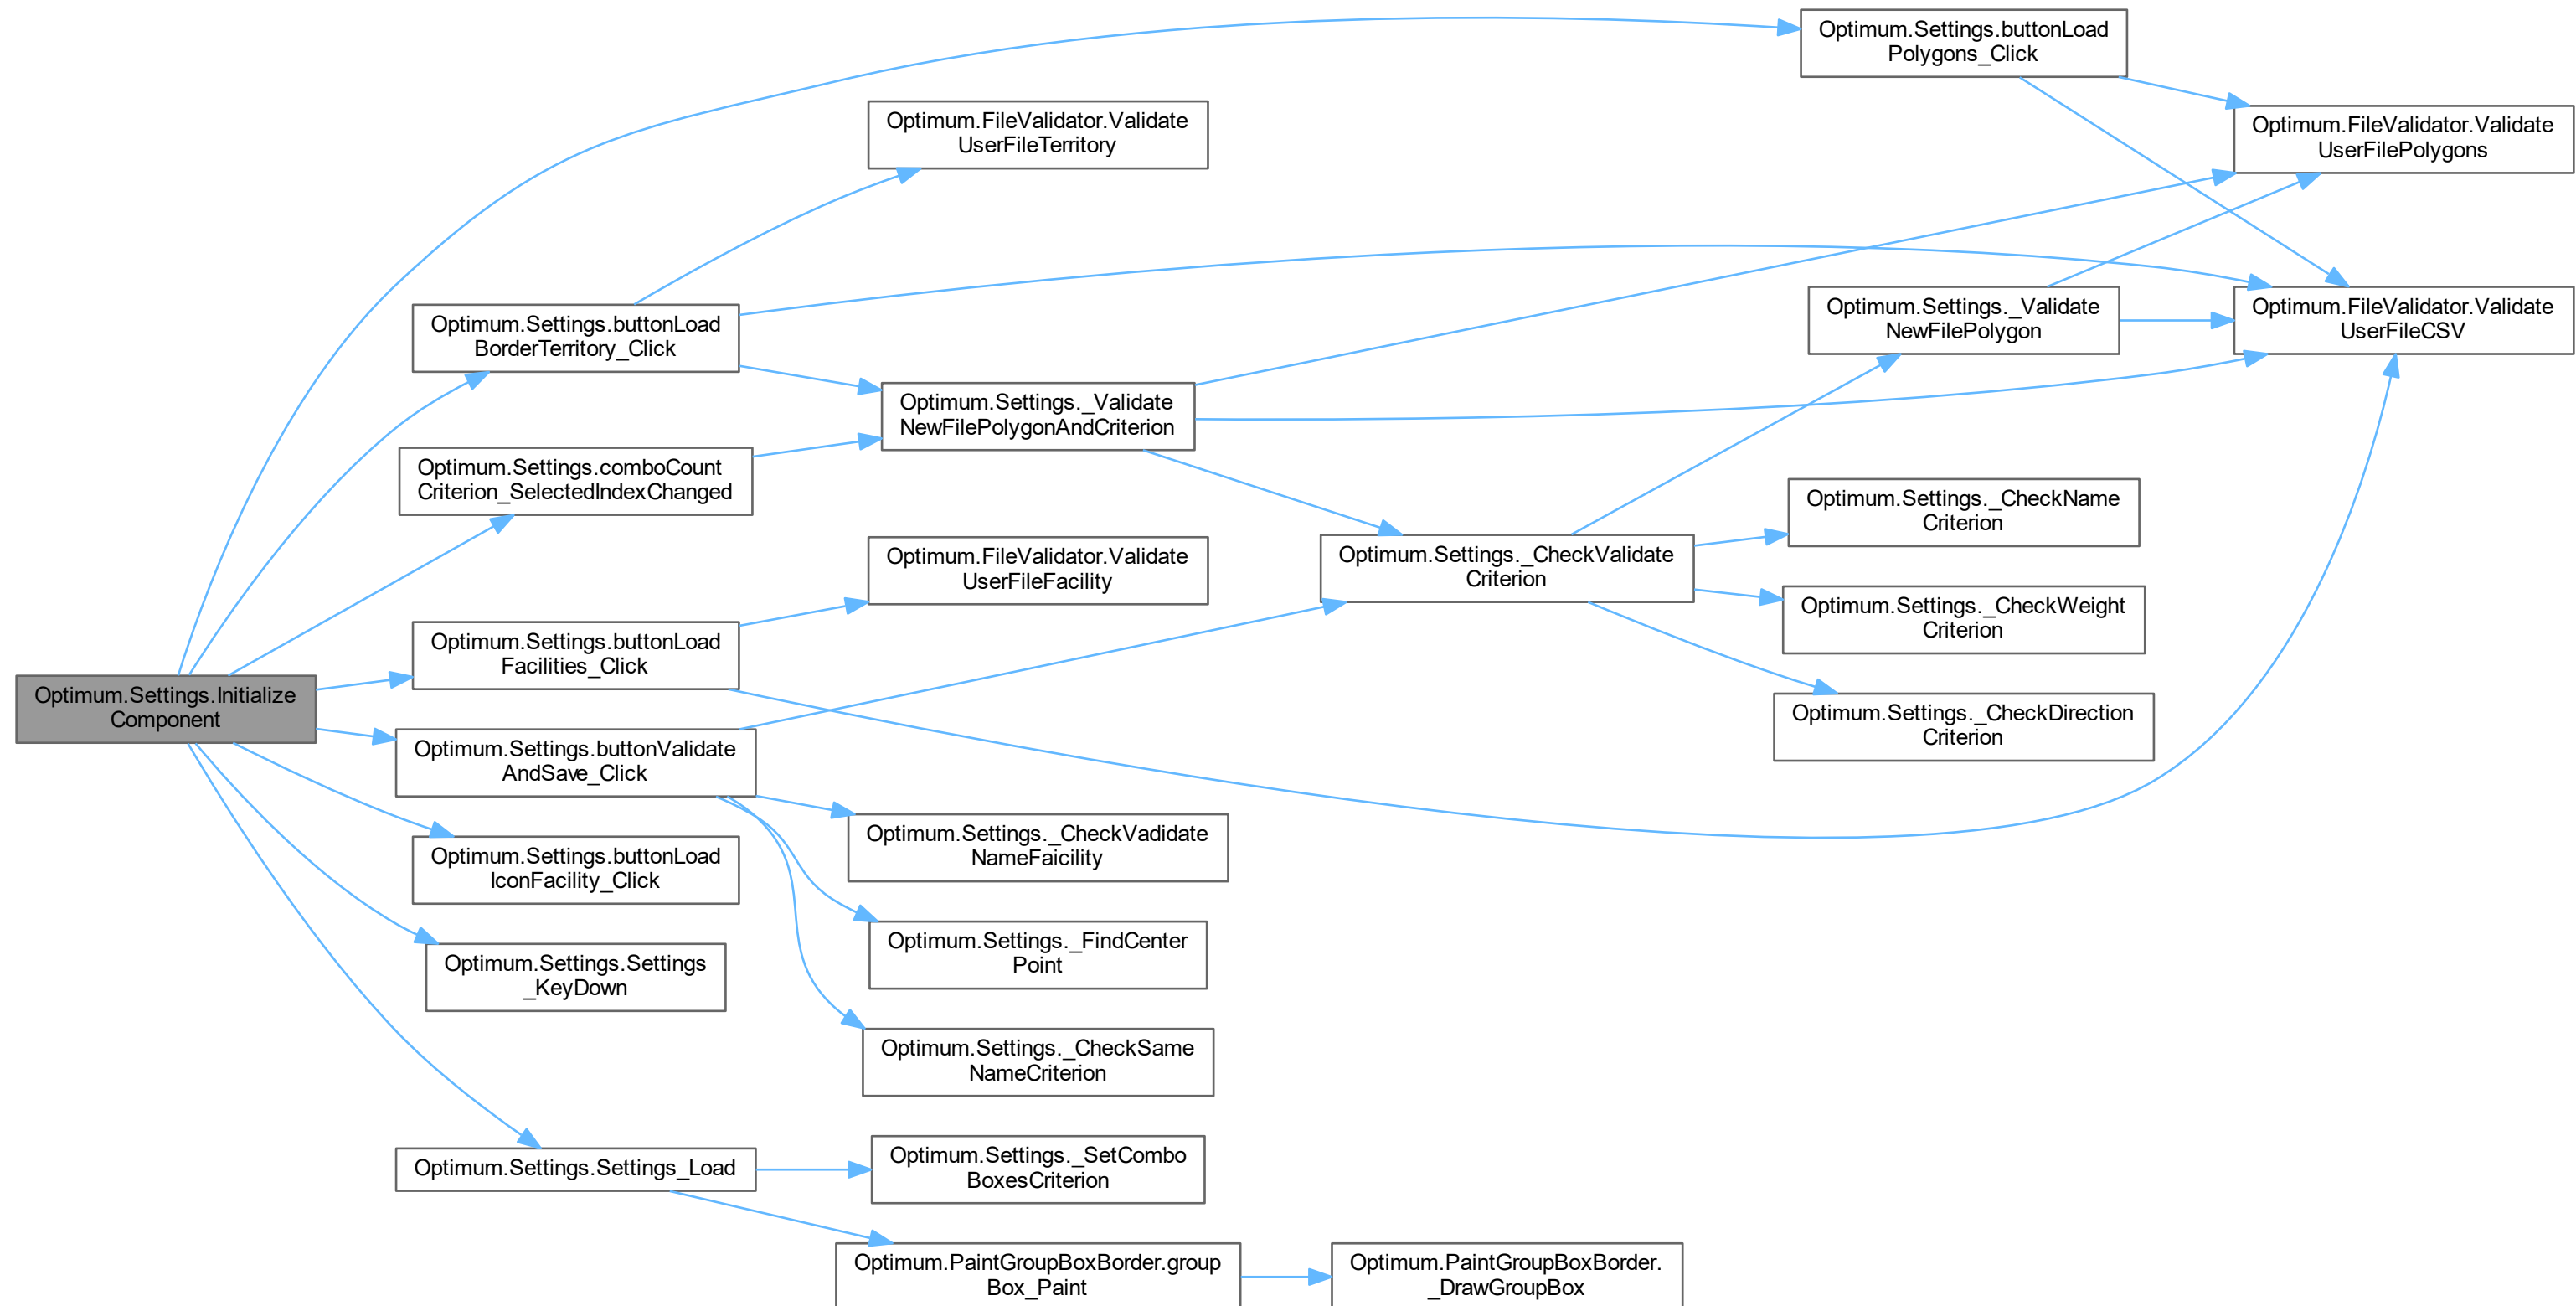 Optimum.Settings.buttonLoad
Polygons_Click
Optimum.FileValidator.Validate
UserFileTerritory
Optimum.FileValidator.Validate
UserFilePolygons
Optimum.Settings.buttonLoad
BorderTerritory_Click
Optimum.Settings._Validate
NewFilePolygon
Optimum.FileValidator.Validate
UserFileCSV
Optimum.Settings._Validate
NewFilePolygonAndCriterion
Optimum.Settings.comboCount
Criterion_SelectedIndexChanged
Optimum.Settings._CheckName
Criterion
Optimum.FileValidator.Validate
UserFileFacility
Optimum.Settings._CheckValidate
Criterion
Optimum.Settings._CheckWeight
Criterion
Optimum.Settings.buttonLoad
Facilities_Click
Optimum.Settings.Initialize
Component
Optimum.Settings._CheckDirection
Criterion
Optimum.Settings.buttonValidate
AndSave_Click
Optimum.Settings._CheckVadidate
NameFaicility
Optimum.Settings.buttonLoad
IconFacility_Click
Optimum.Settings._FindCenter
Point
Optimum.Settings.Settings
_KeyDown
Optimum.Settings._CheckSame
NameCriterion
Optimum.Settings.Settings_Load
Optimum.Settings._SetCombo
BoxesCriterion
Optimum.PaintGroupBoxBorder.group
Box_Paint
Optimum.PaintGroupBoxBorder.
_DrawGroupBox